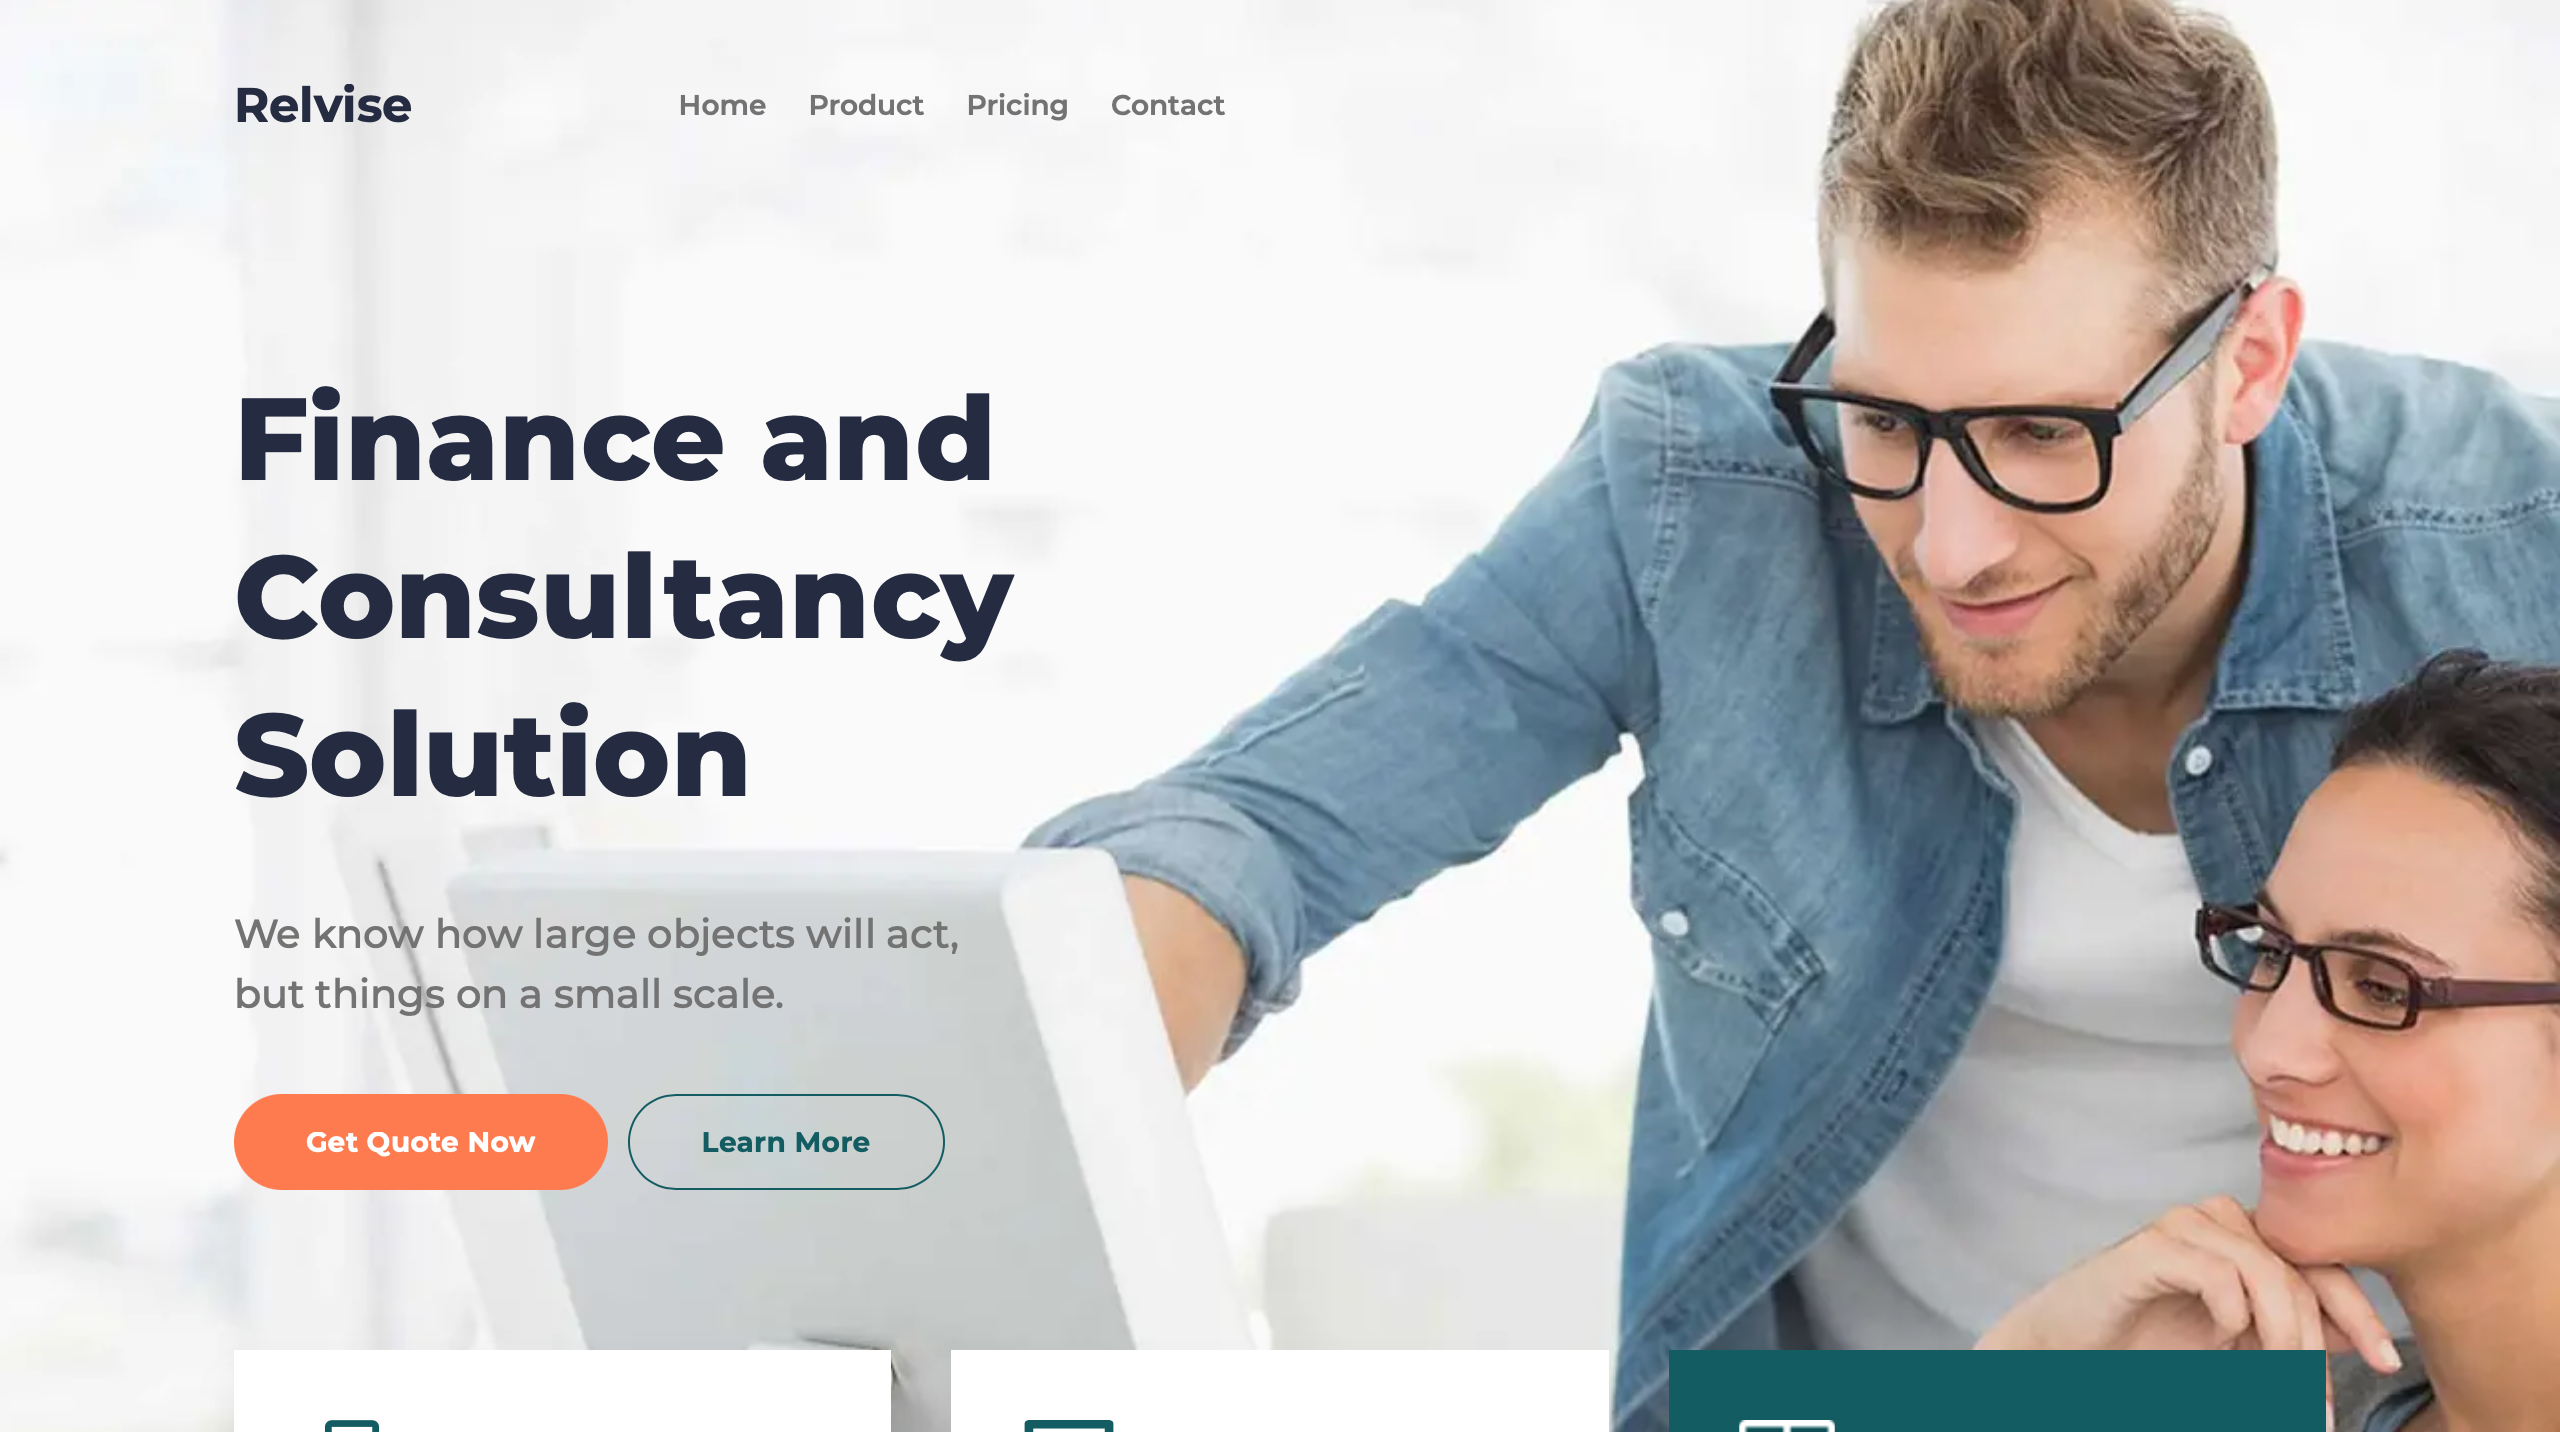 Relvise
Home Product Pricing Contact
Finance and
Consultancy
Solution
We know how large objects will act,
but things on a small scale.
Get Quote Now Learn More